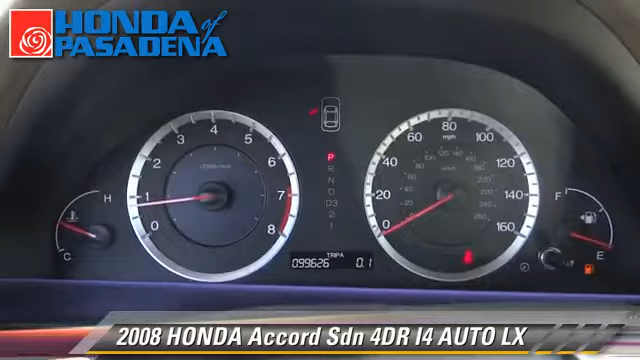 HONDA of
PASADENA
0 1 2 3 4 5 6 7 8
x1000r/min
H
C
P
R
N
D
D3
2
1
TRIP A
099626 0.1
0 20 40 60 80 100 120 140 160
mph
km/h
F
E
2008 HONDA Accord Sdn 4DR I4 AUTO LX